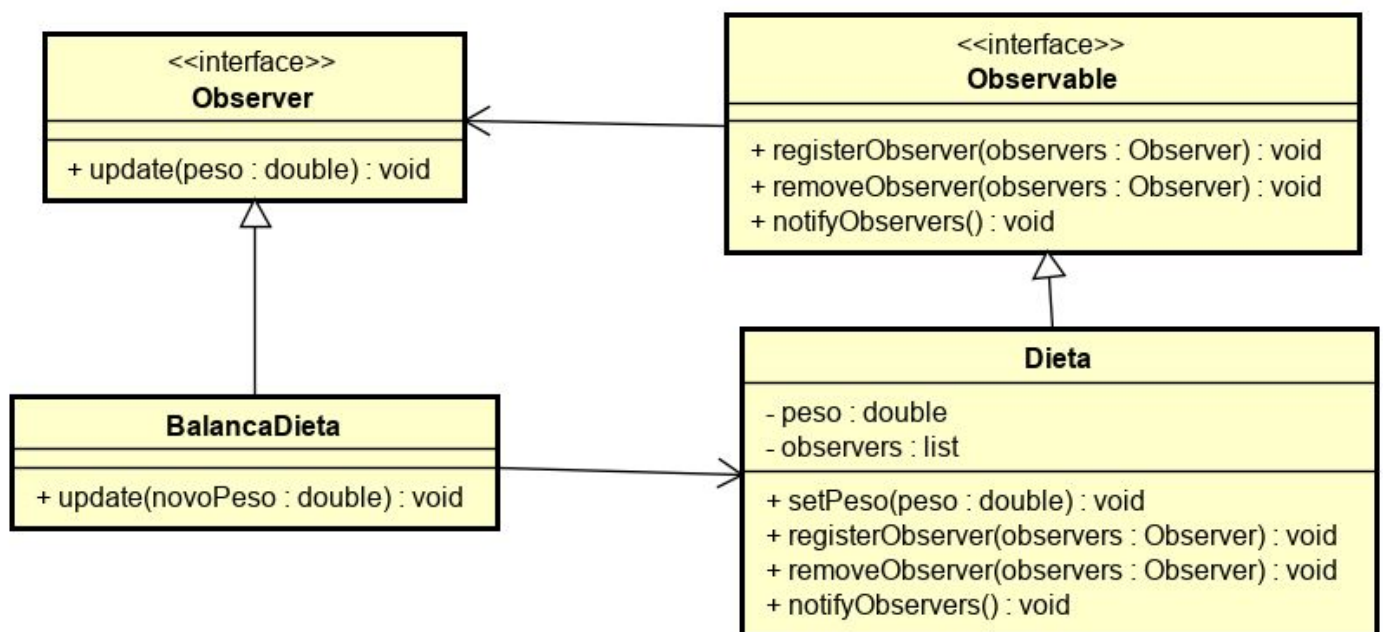 <<interface>>
Observer
+ update(peso : double) : void
<<interface>>
Observable
+ registerObserver(observers : Observer) : void
+ removeObserver(observers : Observer) : void
+ notifyObservers() : void
BalancaDieta
+ update(novoPeso : double) : void
Dieta
- peso : double
- observers : list
+ setPeso(peso : double) : void
+ registerObserver(observers : Observer) : void
+ removeObserver(observers : Observer) : void
+ notifyObservers() : void